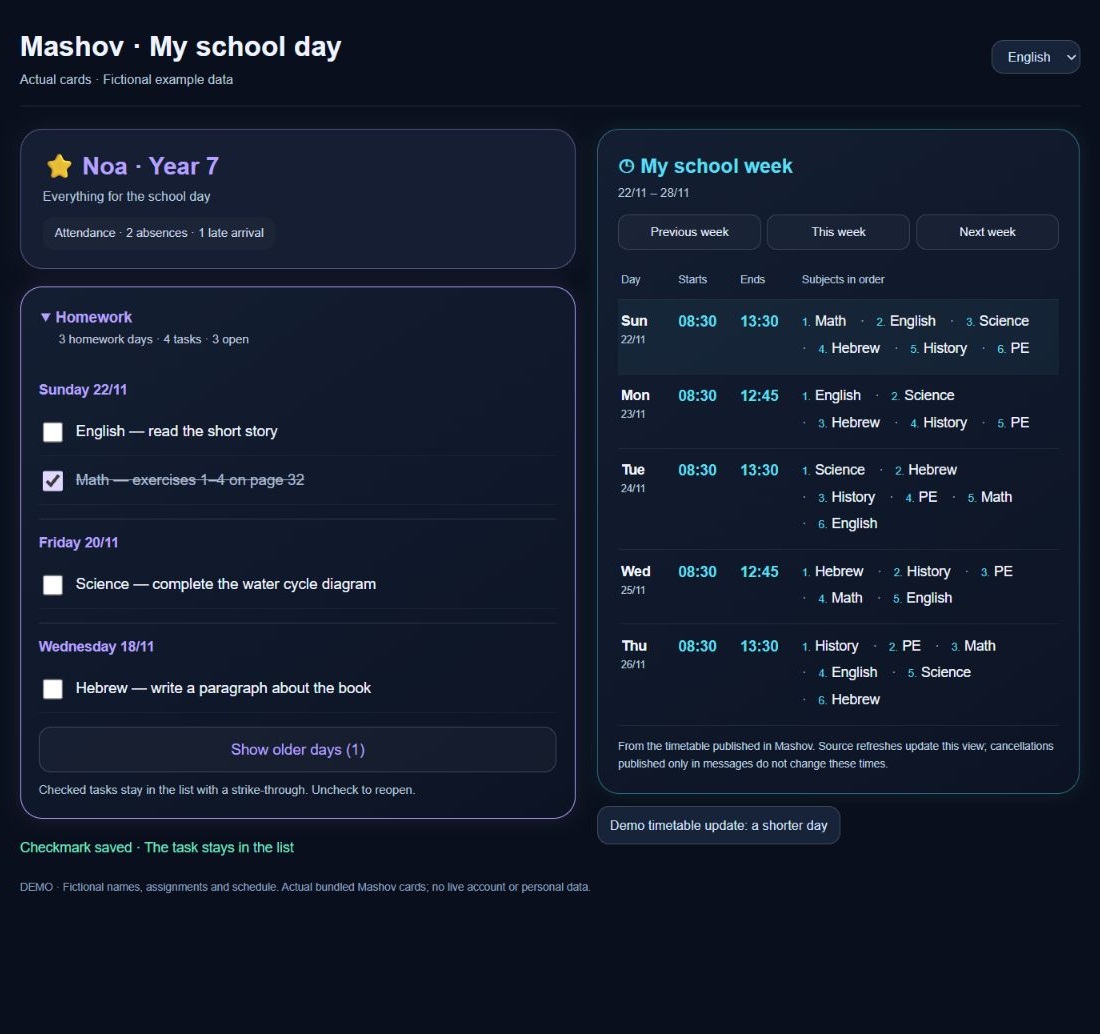 Mashov · My school day
Actual cards · Fictional example data
English
⭐ Noa · Year 7
Everything for the school day
Attendance · 2 absences · 1 late arrival
▼ Homework
3 homework days · 4 tasks · 3 open
Sunday 22/11
English — read the short story
Math — exercises 1–4 on page 32
Friday 20/11
Science — complete the water cycle diagram
Wednesday 18/11
Hebrew — write a paragraph about the book
Show older days (1)
Checked tasks stay in the list with a strike-through. Uncheck to reopen.
Checkmark saved · The task stays in the list
My school week
22/11 – 28/11
Previous week This week Next week
Day Starts Ends Subjects in order
Sun 08:30 13:30 1. Math · 2. English · 3. Science
22/11 · 4. Hebrew · 5. History · 6. PE
Mon 08:30 12:45 1. English · 2. Science
23/11 · 3. Hebrew · 4. History · 5. PE
Tue 08:30 13:30 1. Science · 2. Hebrew
24/11 · 3. History · 4. PE · 5. Math
· 6. English
Wed 08:30 12:45 1. Hebrew · 2. History · 3. PE
25/11 · 4. Math · 5. English
Thu 08:30 13:30 1. History · 2. PE · 3. Math
26/11 · 4. English · 5. Science
· 6. Hebrew
From the timetable published in Mashov. Source refreshes update this view; cancellations
published only in messages do not change these times.
Demo timetable update: a shorter day
DEMO · Fictional names, assignments and schedule. Actual bundled Mashov cards; no live account or personal data.